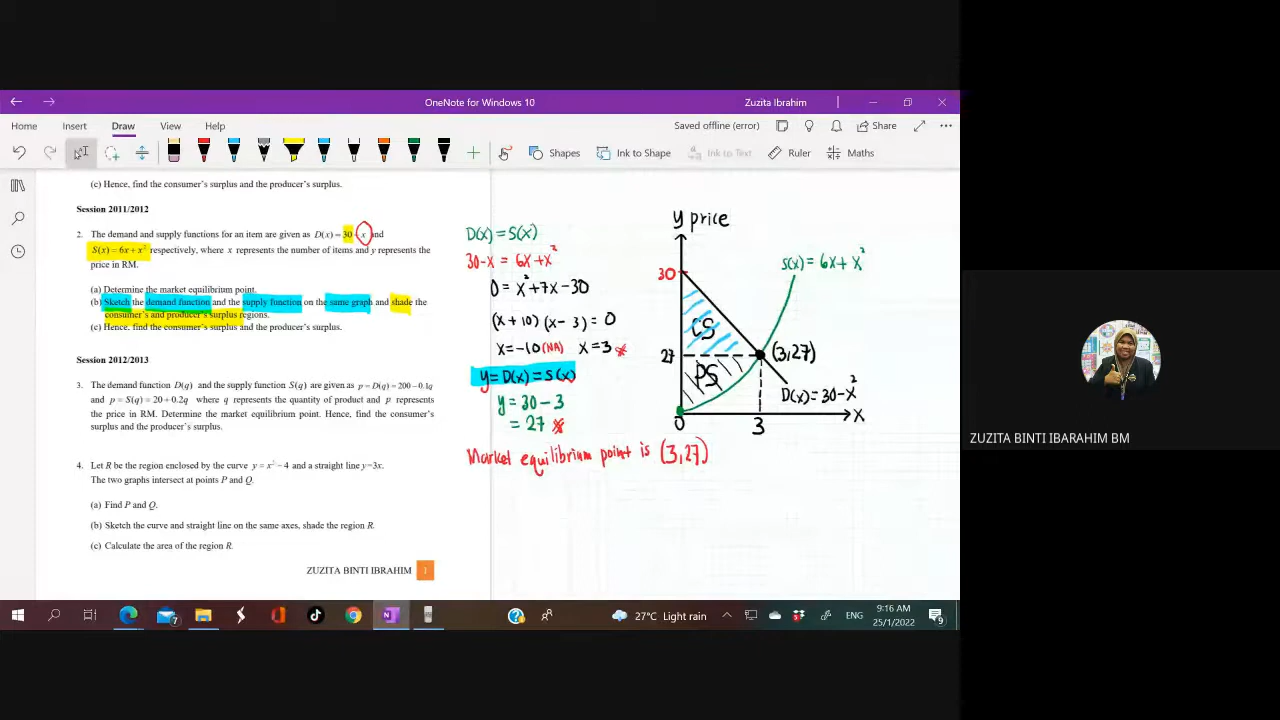 OneNote for Windows 10
Zuzita Ibrahim
Home Insert Draw View Help
Saved offline (error)
Share
Shapes
Ink to Shape
Ink to Text
Ruler
Maths
(c) Hence, find the consumer's surplus and the producer's surplus.
Session 2011/2012
2. The demand and supply functions for an item are given as D(x) = 30 - x and
S(x) = 6x + x² respectively, where x represents the number of items and y represents the
price in RM.
(a) Determine the market equilibrium point.
(b) Sketch the demand function and the supply function on the same graph and shade the
consumer's and producer's surplus regions.
(c) Hence, find the consumer's surplus and the producer's surplus.
Session 2012/2013
3. The demand function D(q) and the supply function S(q) are given as p = D(q) = 200 − 0.1q
and p = S(q) = 20 + 0.2q where q represents the quantity of product and p represents
the price in RM. Determine the market equilibrium point. Hence, find the consumer's
surplus and the producer's surplus.
4. Let R be the region enclosed by the curve y = x² − 4 and a straight line y=3x.
The two graphs intersect at points P and Q.
(a) Find P and Q.
(b) Sketch the curve and straight line on the same axes, shade the region R.
(c) Calculate the area of the region R.
ZUZITA BINTI IBRAHIM 1
D(x) = S(x)
30-x = 6x+x²
0 = x²+7x-30
(x+10)(x-3) = 0
x=-10(NA) x=3
y=D(x)=S(x)
y = 30-3
= 27
Market equilibrium point is (3,27)
y price
S(x) = 6x+x²
30
CS
27
(3,27)
PS
D(x) = 30-x²
0
3
x
ZUZITA BINTI IBARAHIM BM
7
27°C Light rain
ENG
9:16 AM
25/1/2022
9